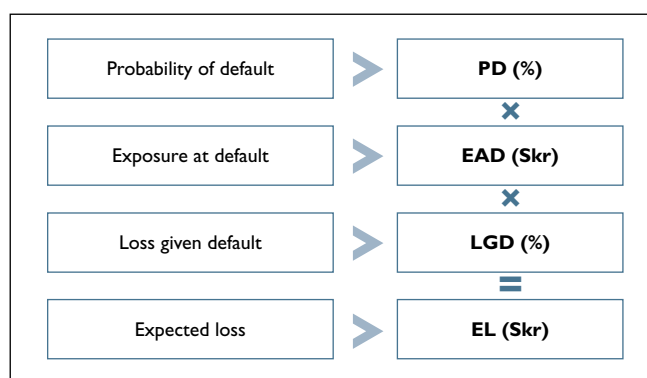 Probability of default > PD (%)
×
Exposure at default > EAD (Skr)
×
Loss given default > LGD (%)
=
Expected loss > EL (Skr)